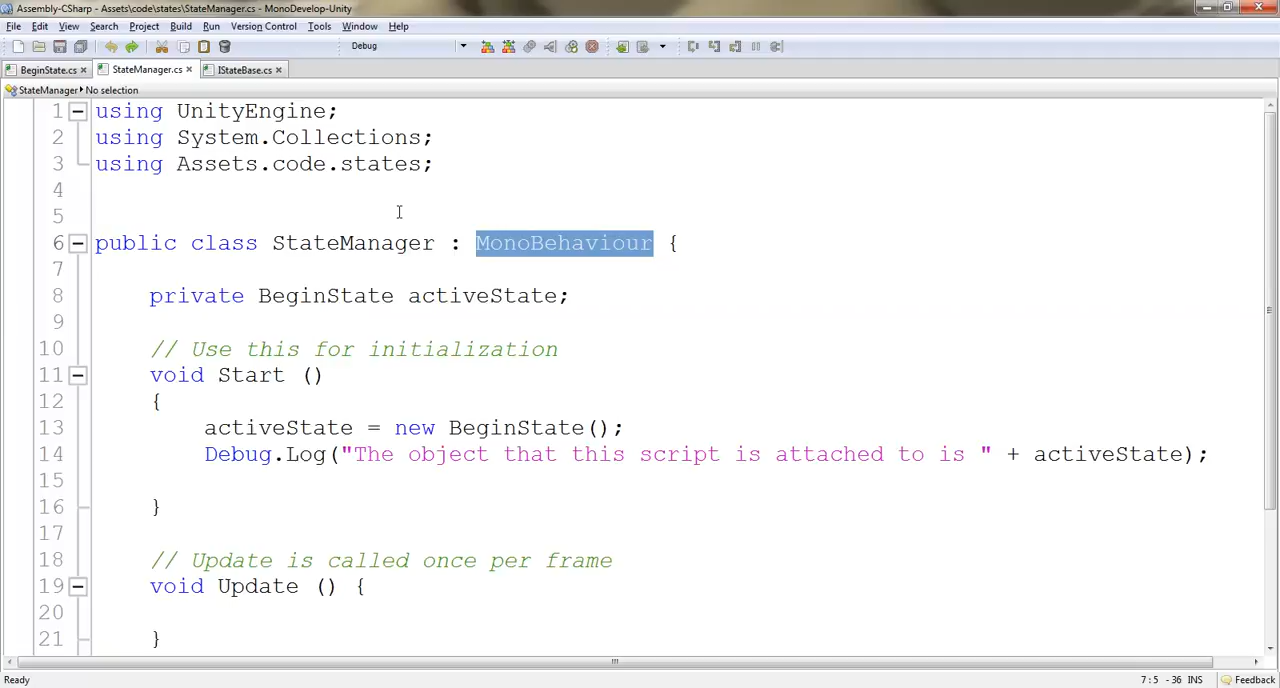 Assembly-CSharp - Assets\code\states\StateManager.cs - MonoDevelop-Unity
File Edit View Search Project Build Run Version Control Tools Window Help
Debug
BeginState.cs × StateManager.cs × IStateBase.cs ×
StateManager ▸ No selection
1 using UnityEngine;
2 using System.Collections;
3 using Assets.code.states;
4
5
6 public class StateManager : MonoBehaviour {
7
8 private BeginState activeState;
9
10 // Use this for initialization
11 void Start ()
12 {
13 activeState = new BeginState();
14 Debug.Log("The object that this script is attached to is " + activeState);
15
16 }
17
18 // Update is called once per frame
19 void Update () {
20
21 }
Ready 7:5 - 36 INS Feedback